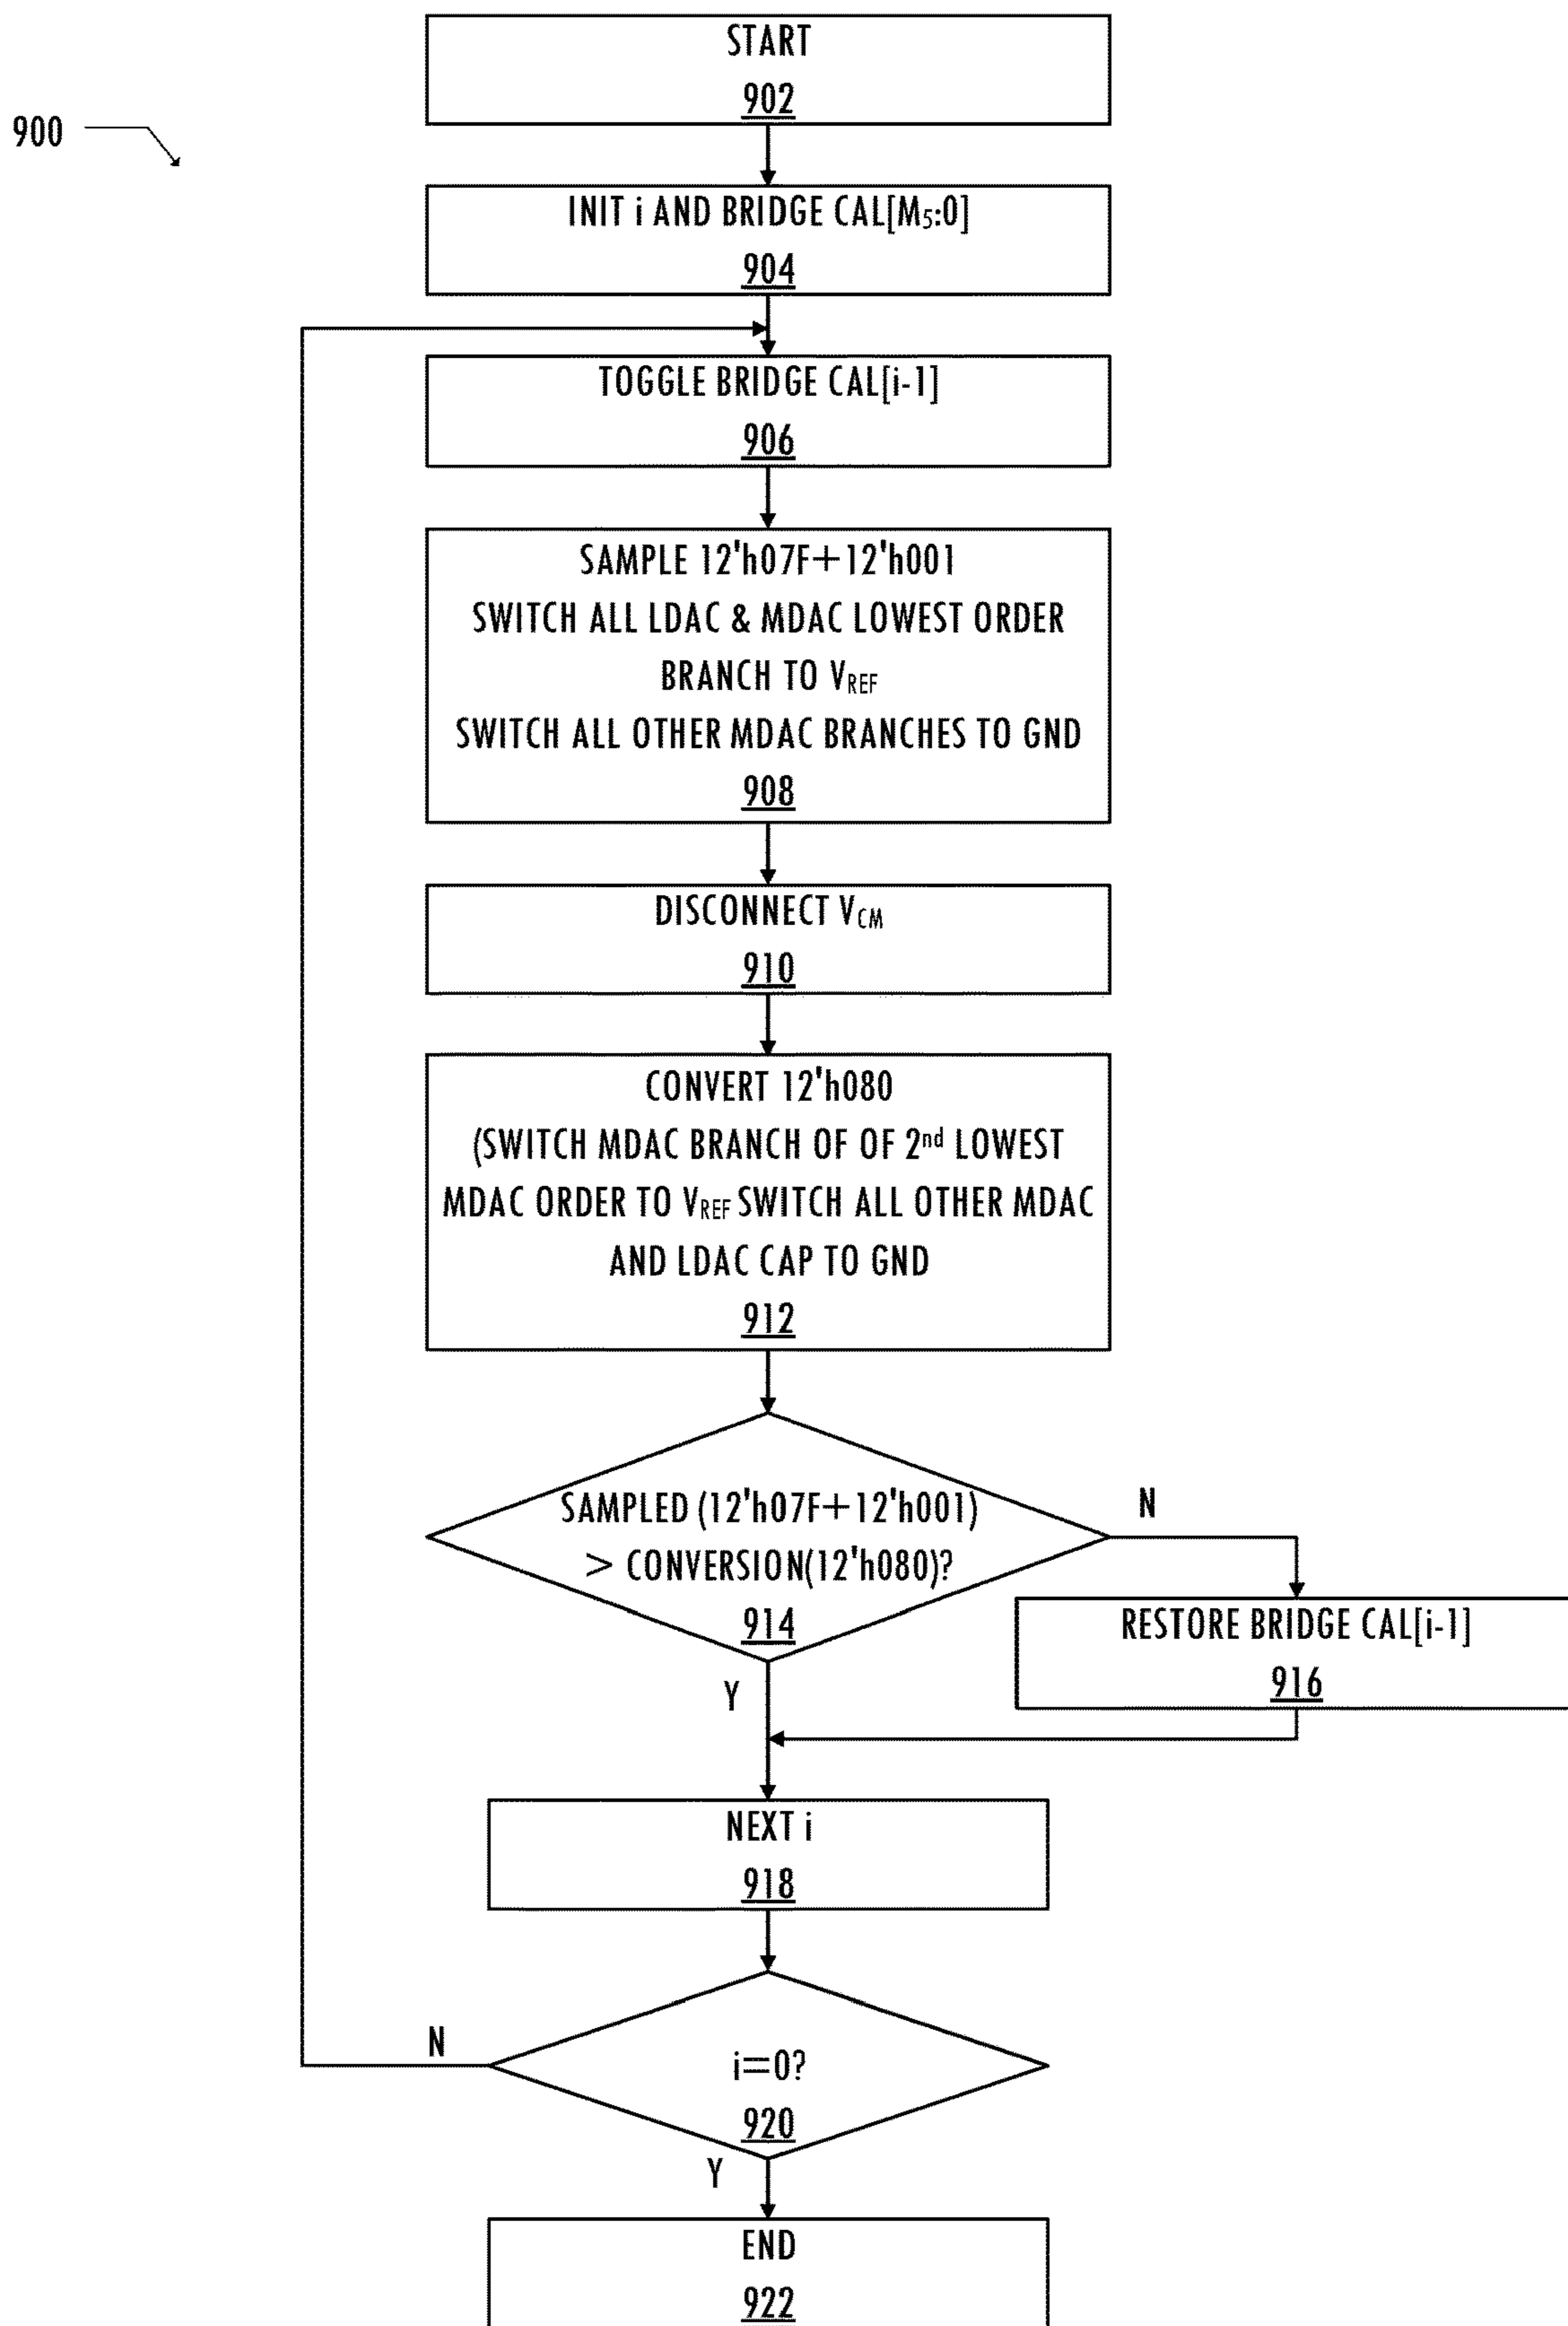 START
902
900
INIT i AND BRIDGE CAL[M5:0]
904
TOGGLE BRIDGE CAL[i-1]
906
SAMPLE 12'h07F+12'h001
SWITCH ALL LDAC & MDAC LOWEST ORDER
BRANCH TO VREF
SWITCH ALL OTHER MDAC BRANCHES TO GND
908
DISCONNECT VCM
910
CONVERT 12'h080
(SWITCH MDAC BRANCH OF OF 2nd LOWEST
MDAC ORDER TO VREF SWITCH ALL OTHER MDAC
AND LDAC CAP TO GND
912
SAMPLED (12'h07F+12'h001)
> CONVERSION(12'h080)?
914
N
RESTORE BRIDGE CAL[i-1]
916
Y
NEXT i
918
N
i=0?
920
Y
END
922